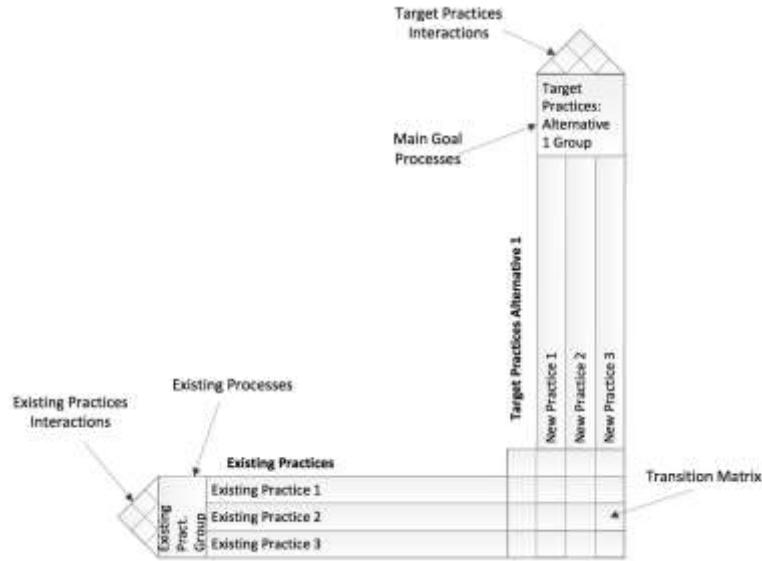 Target Practices
Interactions
Target
Practices:
Alternative
1 Group
Main Goal
Processes
Target Practices Alternative 1
New Practice 1
New Practice 2
New Practice 3
Existing Processes
Existing Practices
Interactions
Existing Practices
Existing
Pract.
Group
Existing Practice 1
Existing Practice 2
Existing Practice 3
Transition Matrix